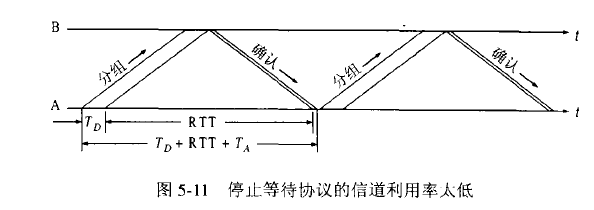 B
t
分组
确认
分组
确认
A
t
T_D
RTT
T_D + RTT + T_A
图 5-11 停止等待协议的信道利用率太低